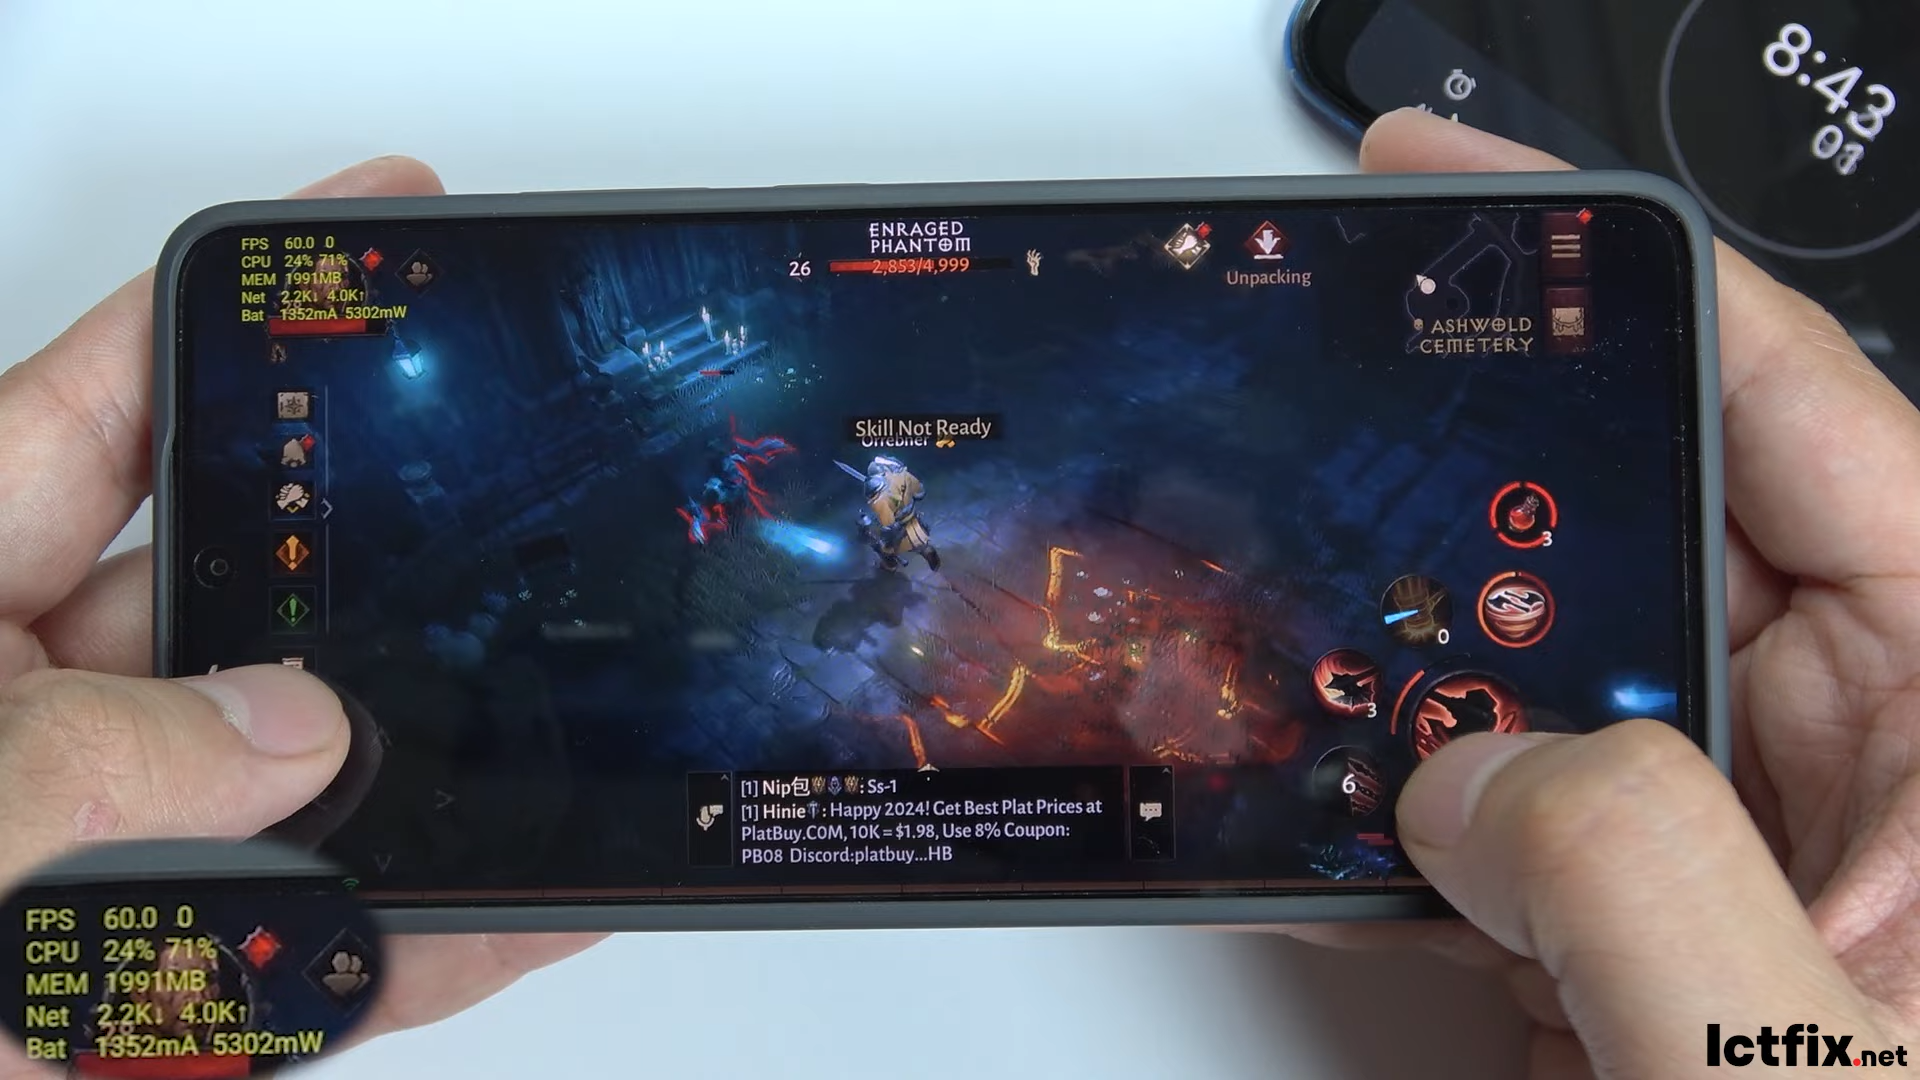 8:43
FPS 60.0 0
CPU 24% 71%
MEM 1991MB
Net 2.2K↓ 4.0K↑
Bat 1352mA 5302mW
ENRAGED
PHANTOM
26 2,853/4,999
Unpacking
ASHWOLD
CEMETERY
Skill Not Ready
Orrebner
3
0
3
6
[1] Nip包: Ss-1
[1] Hinie: Happy 2024! Get Best Plat Prices at
PlatBuy.C0M, 10K = $1.98, Use 8% Coupon:
PB08 Discord:platbuy...HB
FPS 60.0 0
CPU 24% 71%
MEM 1991MB
Net 2.2K↓ 4.0K↑
28
Bat 1352mA 5302mW
Ictfix.net